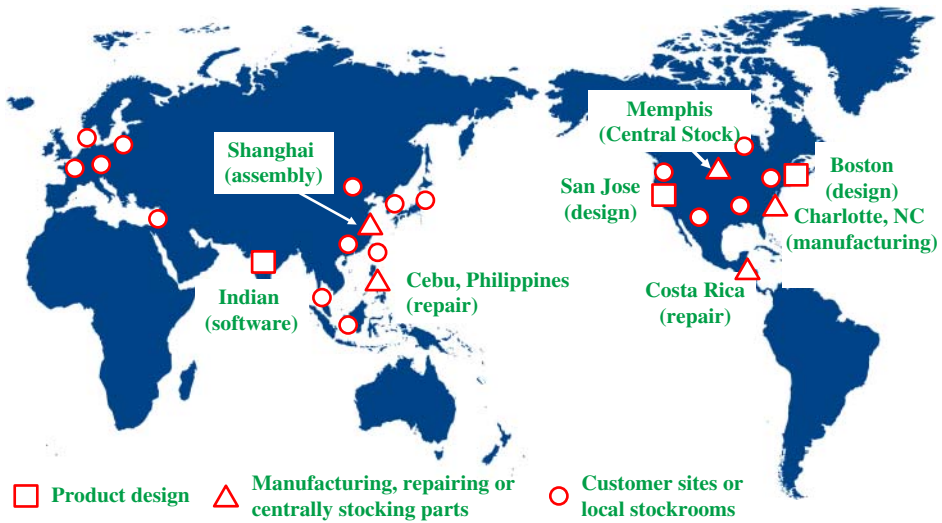 Memphis
(Central Stock)
Shanghai
(assembly)
San Jose
(design)
Boston
(design)
Charlotte, NC
(manufacturing)
Indian
(software)
Cebu, Philippines
(repair)
Costa Rica
(repair)
Product design
Manufacturing, repairing or
centrally stocking parts
Customer sites or
local stockrooms